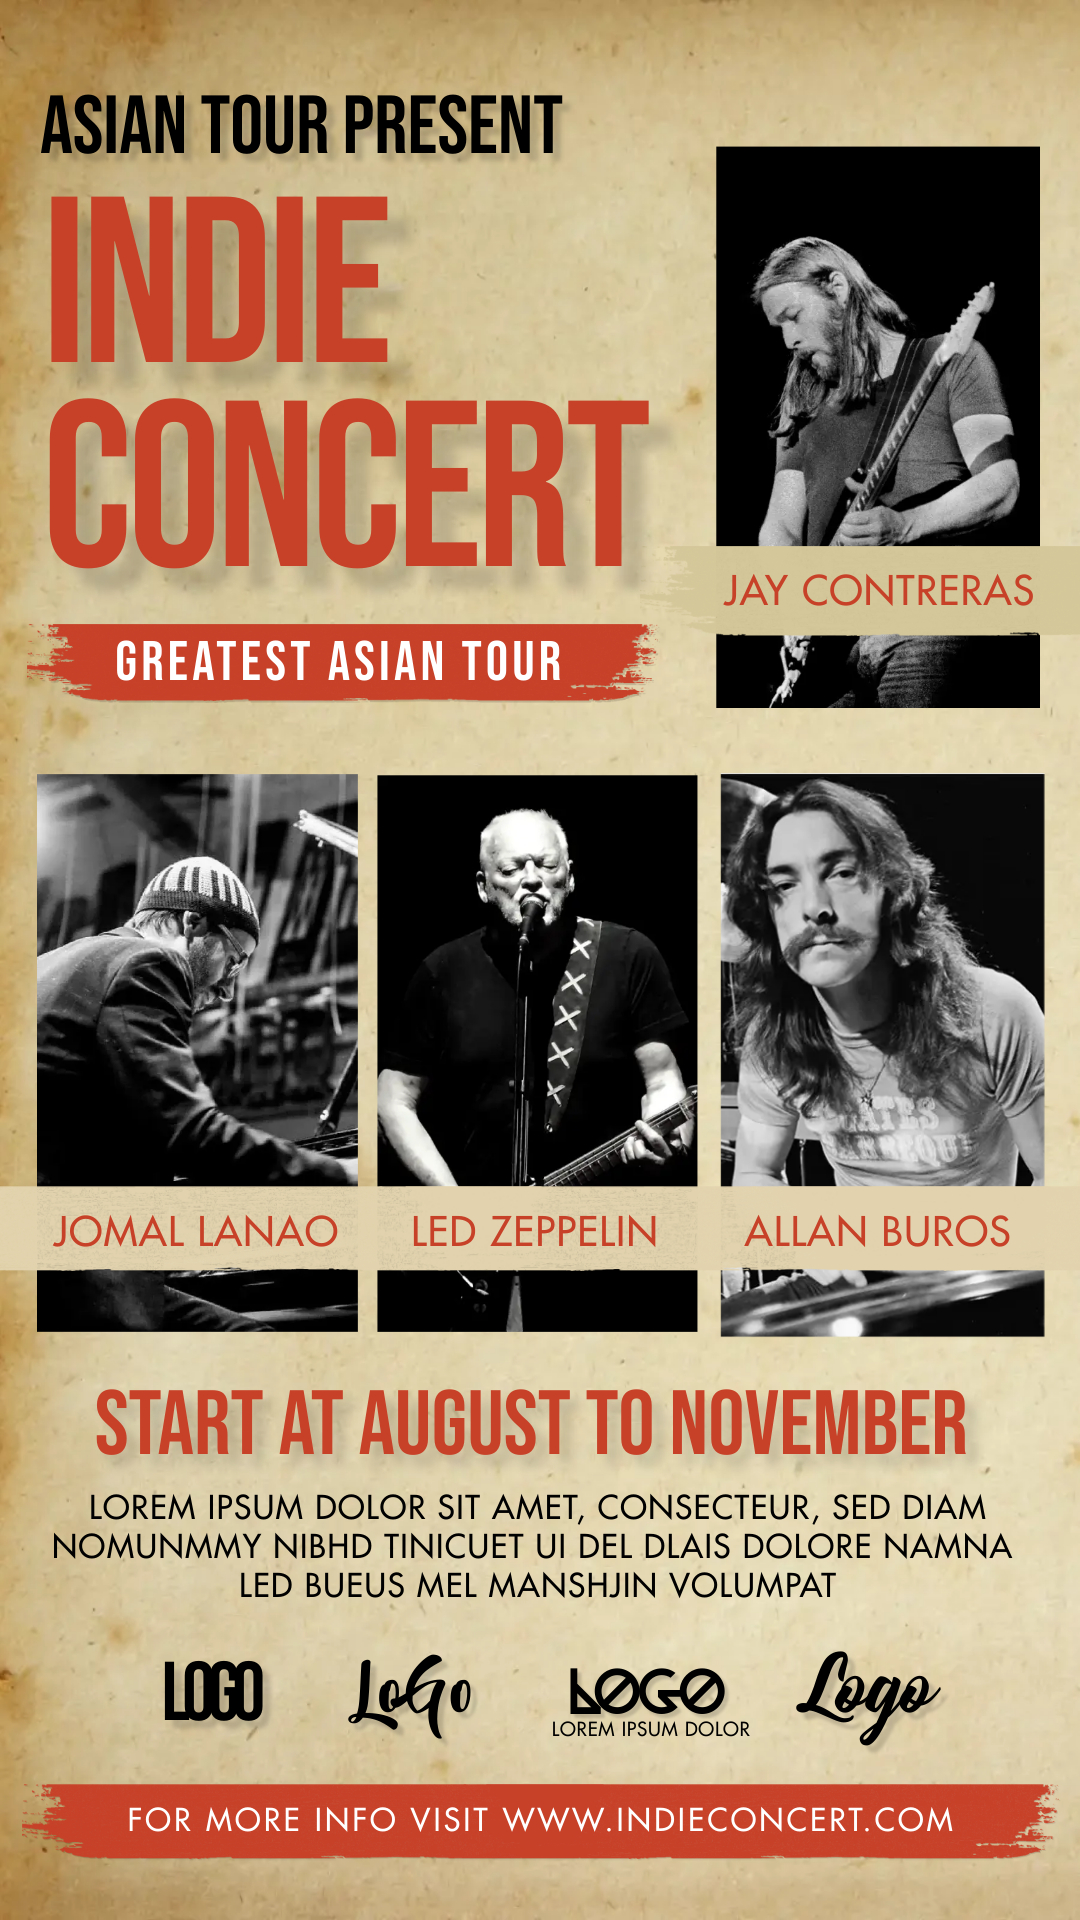 ASIAN TOUR PRESENT
INDIE
CONCERT
GREATEST ASIAN TOUR
JAY CONTRERAS
JOMAL LANAO
LED ZEPPELIN
ALLAN BUROS
START AT AUGUST TO NOVEMBER
LOREM IPSUM DOLOR SIT AMET, CONSECTEUR, SED DIAM
NOMUNMMY NIBHD TINICUET UI DEL DLAIS DOLORE NAMNA
LED BUEUS MEL MANSHJIN VOLUMPAT
LOGO
LoGo
LOGO
LOREM IPSUM DOLOR
Logo
FOR MORE INFO VISIT WWW.INDIECONCERT.COM